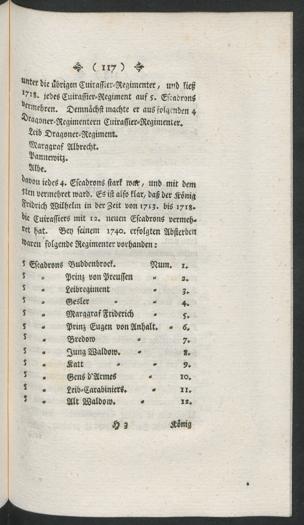 ( 117 )
unter die übrigen Cuirassier-Regimenter, und ließ
1718. jedes Cuirassier-Regiment auf 5. Escadrons
vermehren. Demnächst machte er aus folgenden 4
Dragoner-Regimentern Cuirassier-Regimenter.
Leib Dragoner-Regiment.
Marggraf Albrecht.
Pannewitz.
Albe.
davon jedes 4. Escadrons stark war, und mit dem
5ten vermehret ward. Es ist also klar, daß der König
Fridrich Wilhelm in der Zeit von 1713. bis 1718.
die Cuirassiers mit 12. neuen Escadrons vermeh-
ret hat. Bey seinem 1740. erfolgten Absterben
waren folgende Regimenter vorhanden:
5 Escadrons Buddenbrock. Num. 1.
5 " Prinz von Preussen " 2.
5 " Leibregiment " 3.
5 " Gesler " " 4.
5 " Marggraf Friderich " 5.
5 " Prinz Eugen von Anhalt. " 6.
5 " Bredow " 7.
5 " Jung Waldow. " 8.
5 " Katt " " 9.
5 " Gens d'Armes " 10.
5 " Leib-Carabiniers. " 11.
5 " Alt Waldow. " 12.
H 3 König